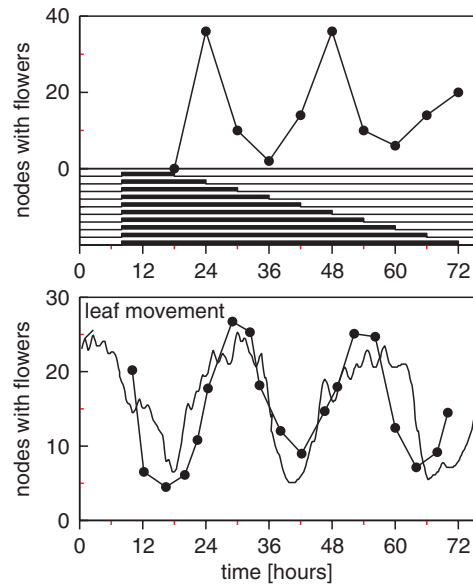 nodes with flowers
40
20
0
0 12 24 36 48 60 72
leaf movement
nodes with flowers
30
20
10
0
0 12 24 36 48 60 72
time [hours]